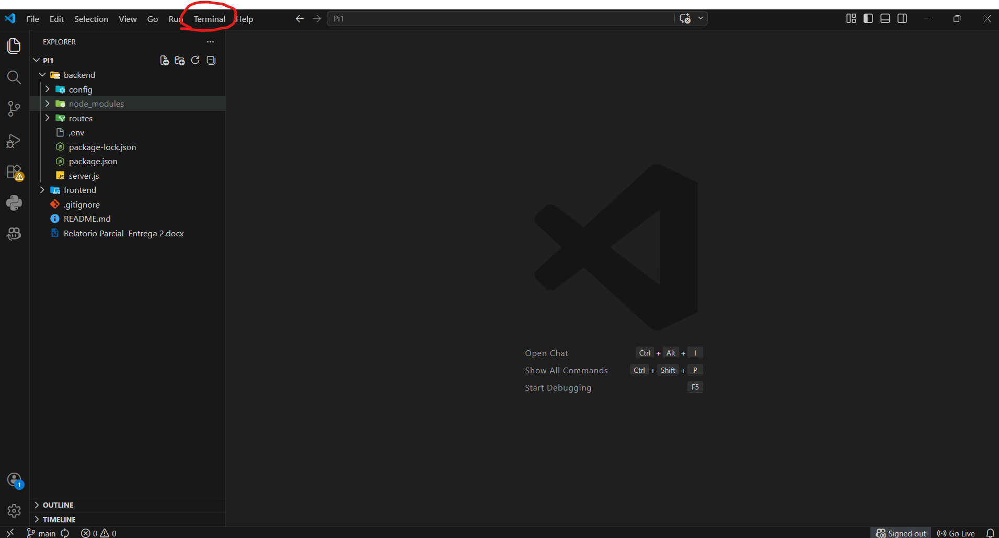 File Edit Selection View Go Run Terminal Help Pi1
EXPLORER
PI1
backend
config
node_modules
routes
,env
package-lock.json
package.json
server.js
frontend
.gitignore
README.md
Relatorio Parcial  Entrega 2.docx
Open Chat Ctrl + Alt + I
Show All Commands Ctrl + Shift + P
Start Debugging F5
1
OUTLINE
TIMELINE
main 0 0 Signed out Go Live